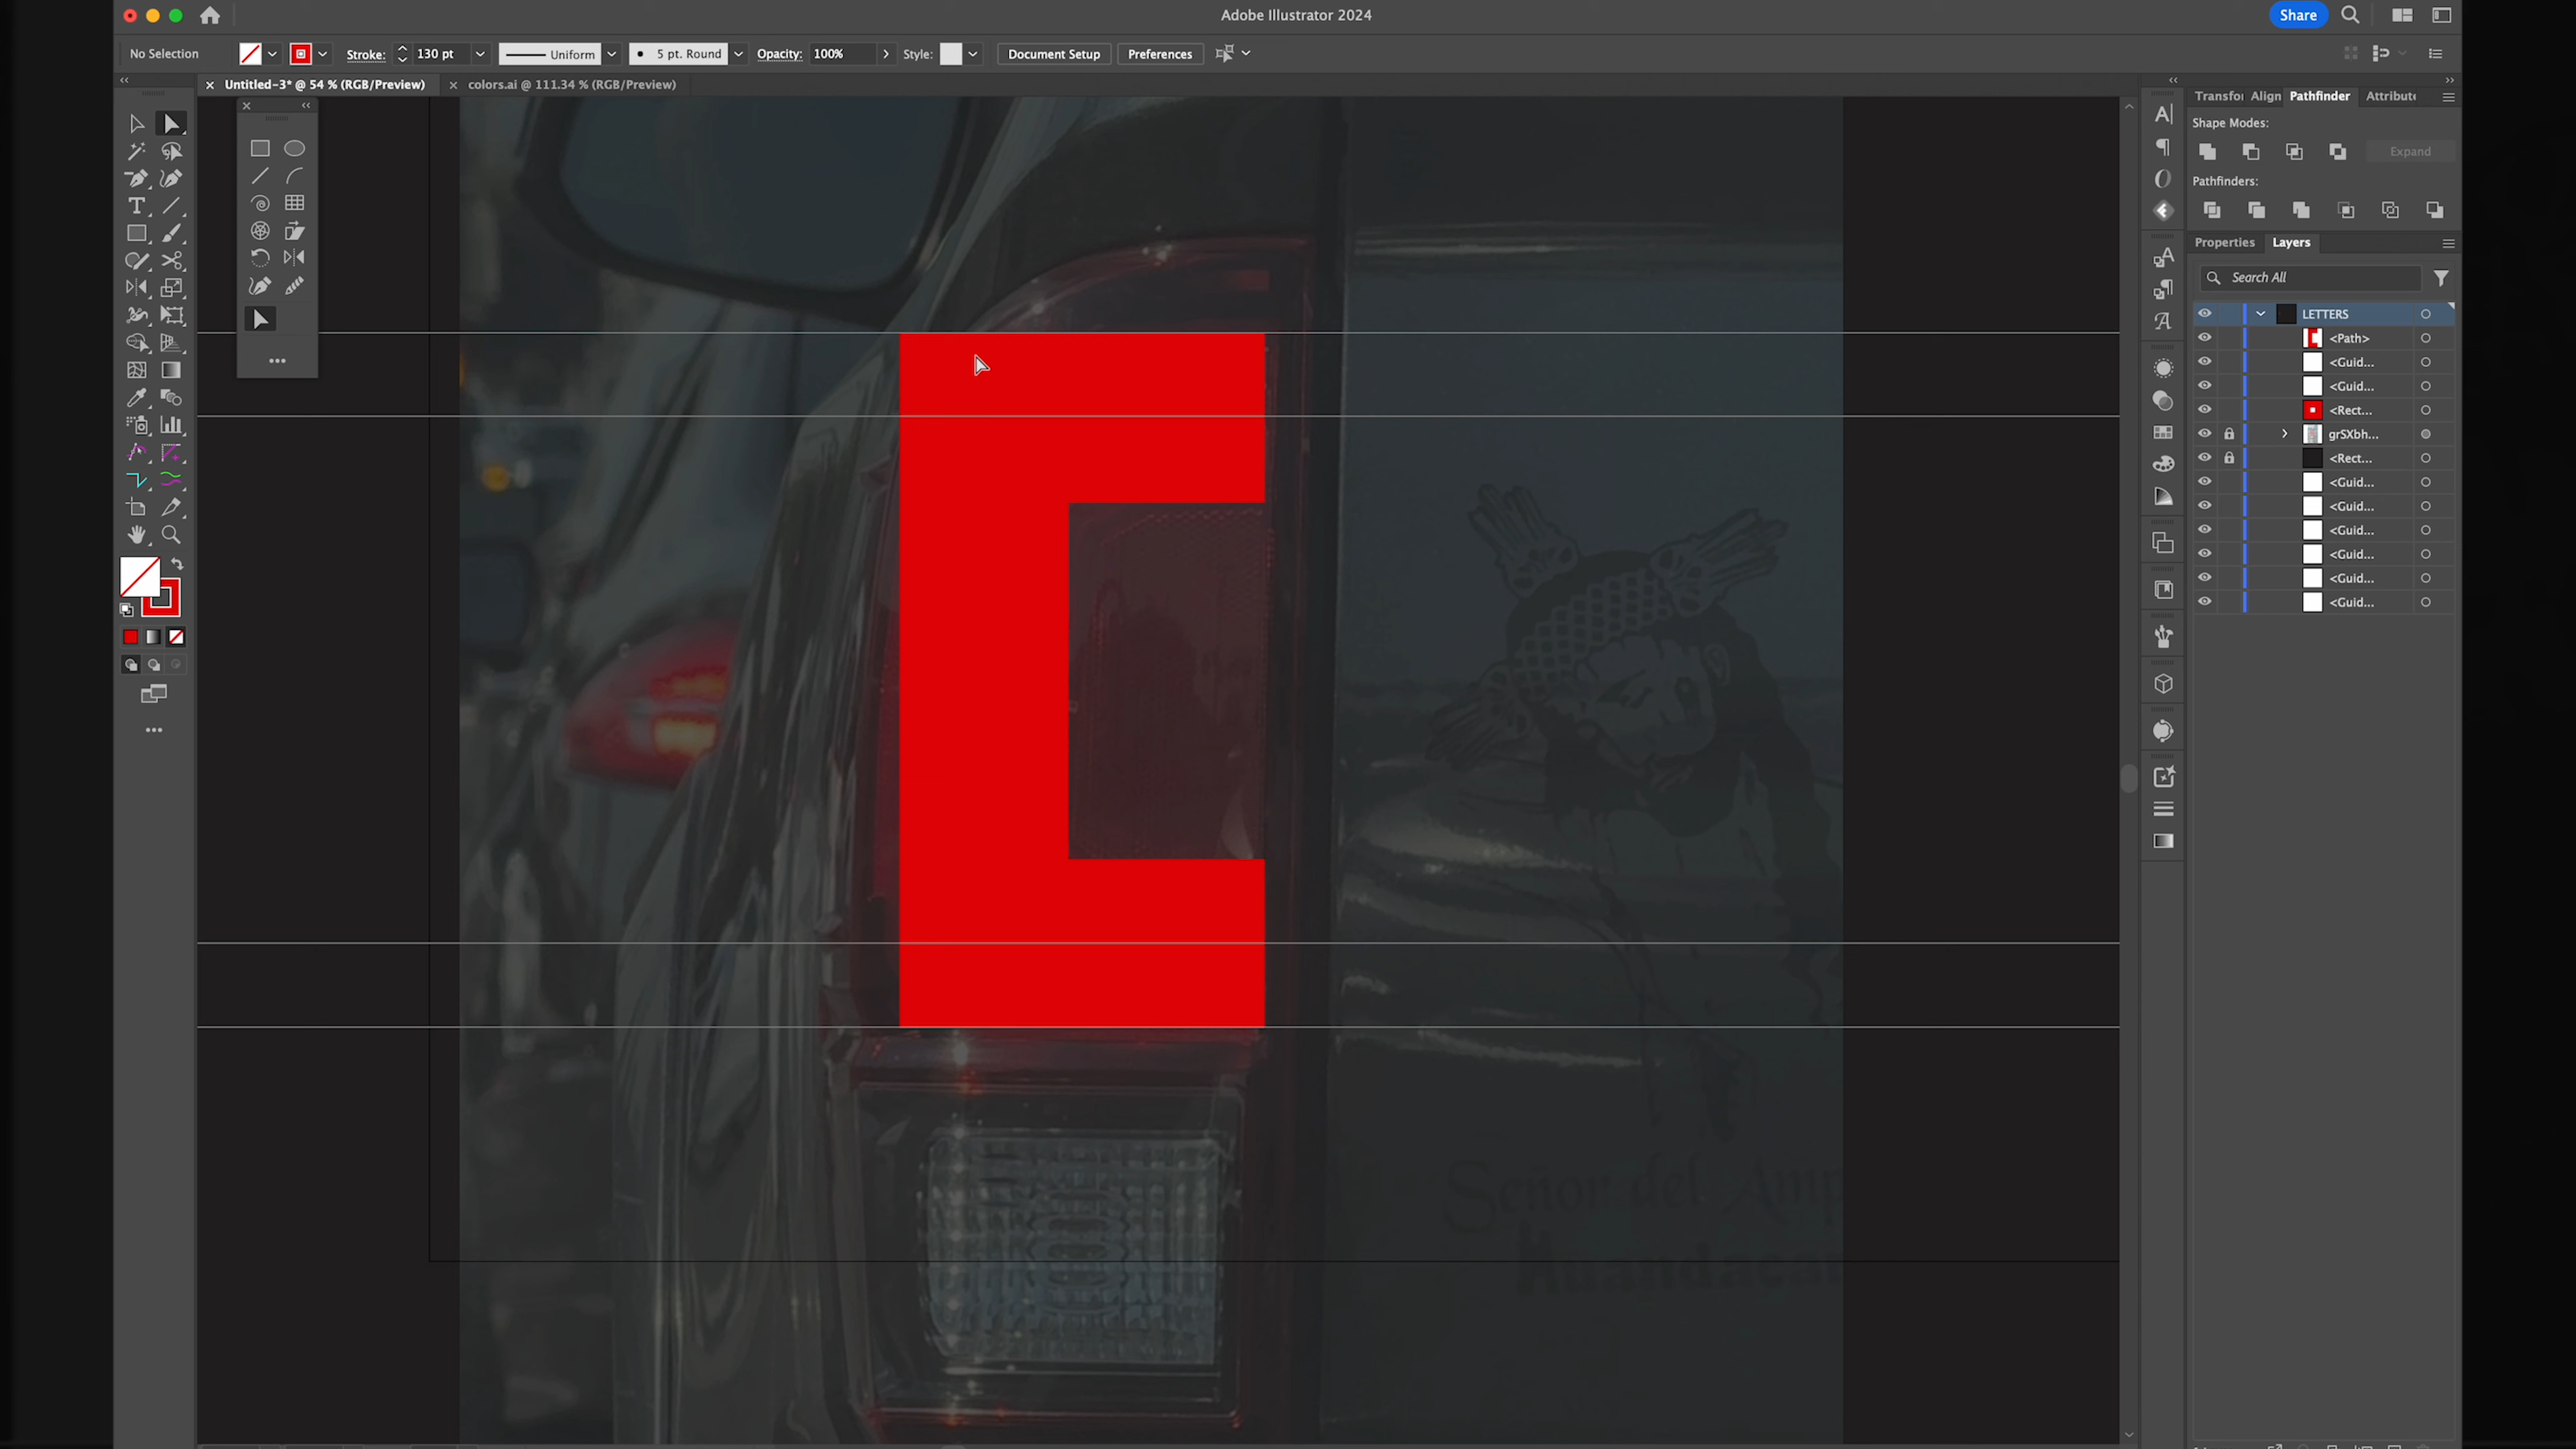 Adobe Illustrator 2024
Share
No Selection
Stroke: 130 pt
Uniform
5 pt. Round
Opacity: 100%
Style:
Document Setup
Preferences
Untitled-3* @ 54 % (RGB/Preview)
colors.ai @ 111.34 % (RGB/Preview)
Transfo Align Pathfinder Attribute
Shape Modes:
Expand
Pathfinders:
Properties Layers
Search All
LETTERS
<Path>
<Guid...
<Guid...
<Rect...
grSXbh...
<Rect...
<Guid...
<Guid...
<Guid...
<Guid...
<Guid...
<Guid...
Señor del Amp